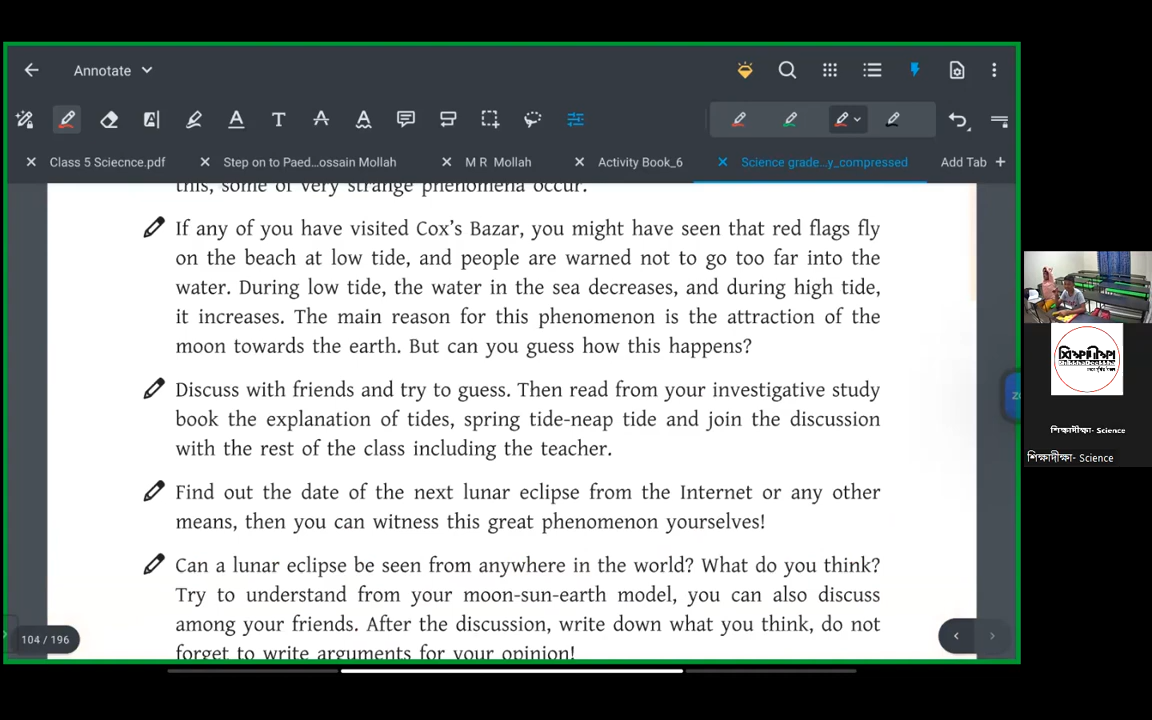 Annotate
Class 5 Sciecnce.pdf
Step on to Paed...ossain Mollah
M R Mollah
Activity Book_6
Science grade...y_compressed
Add Tab
this, some of very strange phenomena occur.
If any of you have visited Cox's Bazar, you might have seen that red flags fly
on the beach at low tide, and people are warned not to go too far into the
water. During low tide, the water in the sea decreases, and during high tide,
it increases. The main reason for this phenomenon is the attraction of the
moon towards the earth. But can you guess how this happens?
Discuss with friends and try to guess. Then read from your investigative study
book the explanation of tides, spring tide-neap tide and join the discussion
with the rest of the class including the teacher.
Find out the date of the next lunar eclipse from the Internet or any other
means, then you can witness this great phenomenon yourselves!
Can a lunar eclipse be seen from anywhere in the world? What do you think?
Try to understand from your moon-sun-earth model, you can also discuss
among your friends. After the discussion, write down what you think, do not
forget to write arguments for your opinion!
104 / 196
শিক্ষাদীক্ষা
শিক্ষাদীক্ষা- Science
শিক্ষাদীক্ষা- Science